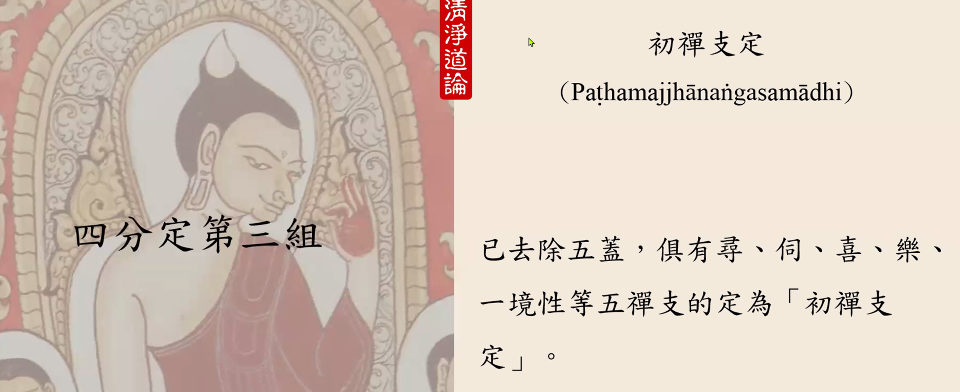 四分定第三組
清淨道論
初禪支定
（Paṭhamajjhānaṅgasamādhi）
已去除五蓋，俱有尋、伺、喜、樂、
一境性等五禪支的定為「初禪支
定」。